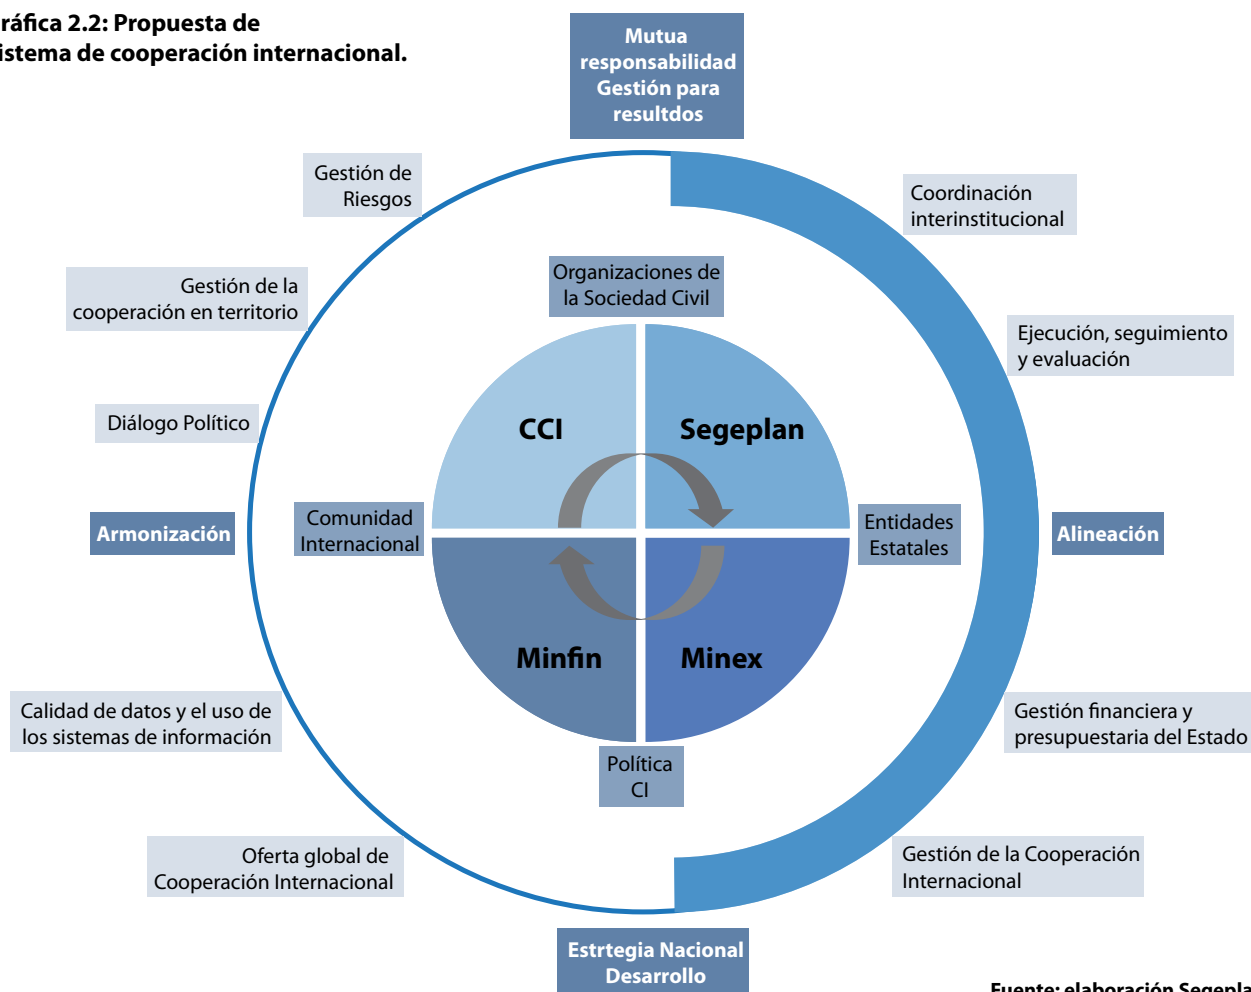 ráfica 2.2: Propuesta de
istema de cooperación internacional.
Mutua
responsabilidad
Gestión para
resultdos
Gestión de
Riesgos
Coordinación
interinstitucional
Gestión de la
cooperación en territorio
Organizaciones de
la Sociedad Civil
Ejecución, seguimiento
y evaluación
Diálogo Político
CCI
Segeplan
Armonización
Comunidad
Internacional
Entidades
Estatales
Alineación
Minfin
Minex
Calidad de datos y el uso de
los sistemas de información
Política
CI
Gestión financiera y
presupuestaria del Estado
Oferta global de
Cooperación Internacional
Gestión de la Cooperación
Internacional
Estrtegia Nacional
Desarrollo
Fuente: elaboración Segepla